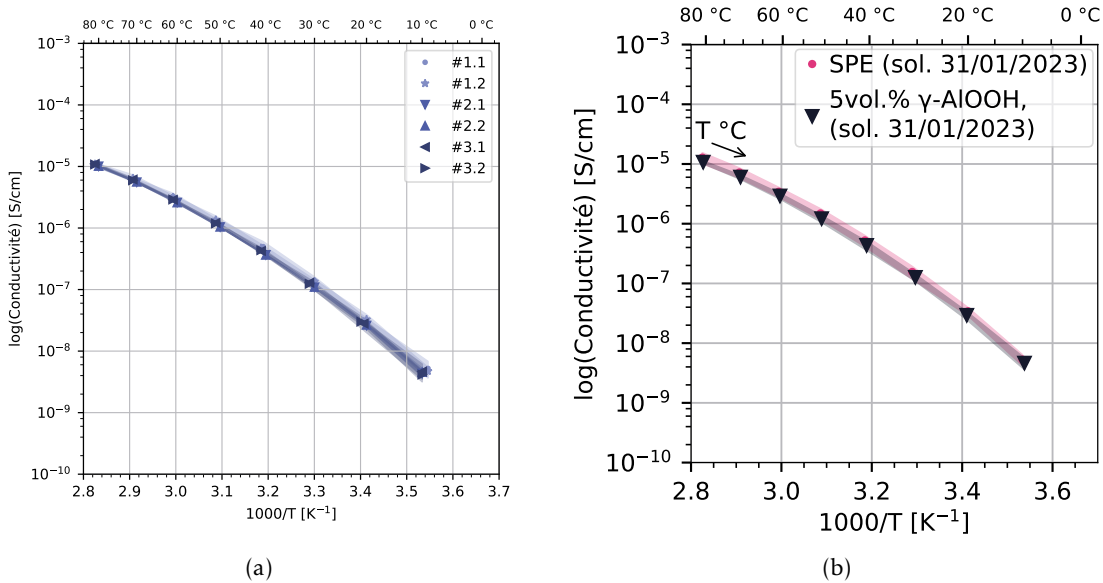 80 °C 70 °C 60 °C 50 °C 40 °C 30 °C 20 °C 10 °C 0 °C
10⁻³
10⁻⁴
10⁻⁵
10⁻⁶
10⁻⁷
10⁻⁸
10⁻⁹
10⁻¹⁰
log(Conductivité) [S/cm]
#1.1
#1.2
#2.1
#2.2
#3.1
#3.2
2.8 2.9 3.0 3.1 3.2 3.3 3.4 3.5 3.6 3.7
1000/T [K⁻¹]
(a)
80 °C 60 °C 40 °C 20 °C 0 °C
10⁻³
10⁻⁴
10⁻⁵
10⁻⁶
10⁻⁷
10⁻⁸
10⁻⁹
10⁻¹⁰
log(Conductivité) [S/cm]
SPE (sol. 31/01/2023)
5vol.% γ-AlOOH,
(sol. 31/01/2023)
T °C
2.8 3.0 3.2 3.4 3.6
1000/T [K⁻¹]
(b)